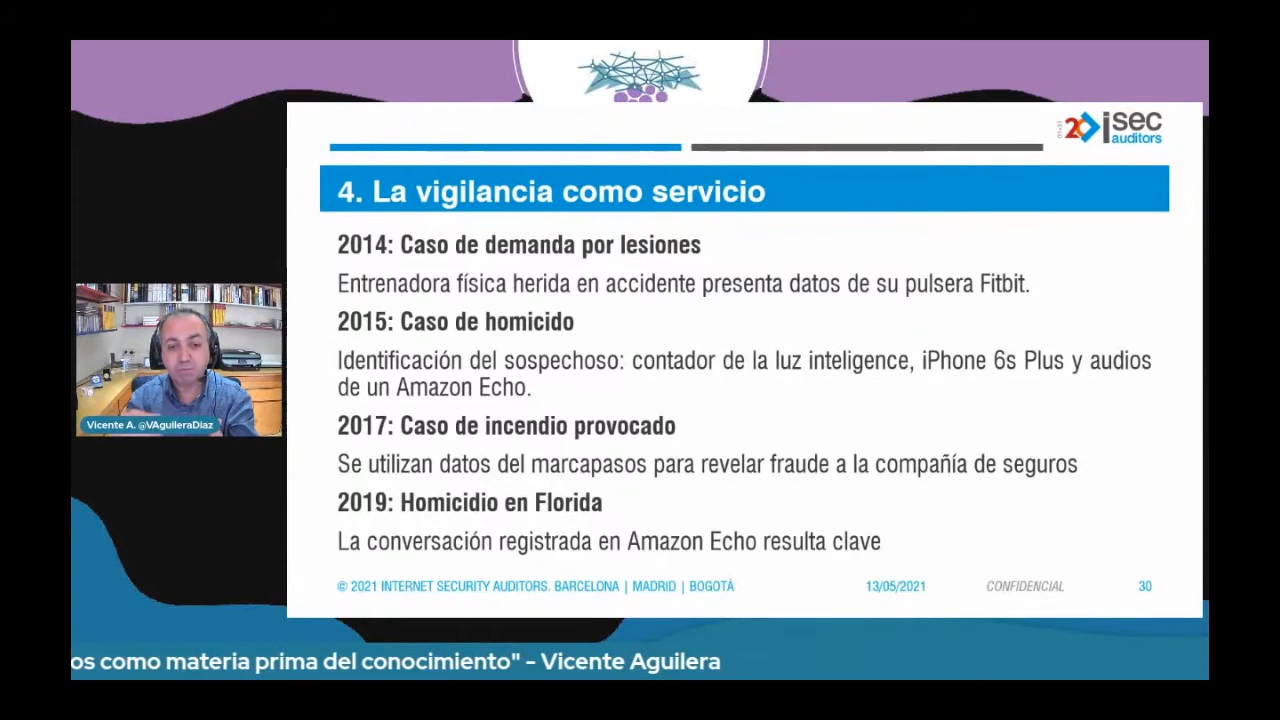 20 isec
auditors
4. La vigilancia como servicio
2014: Caso de demanda por lesiones
Entrenadora física herida en accidente presenta datos de su pulsera Fitbit.
2015: Caso de homicido
Identificación del sospechoso: contador de la luz inteligence, iPhone 6s Plus y audios
de un Amazon Echo.
2017: Caso de incendio provocado
Se utilizan datos del marcapasos para revelar fraude a la compañía de seguros
2019: Homicidio en Florida
La conversación registrada en Amazon Echo resulta clave
© 2021 INTERNET SECURITY AUDITORS. BARCELONA | MADRID | BOGOTÁ 13/05/2021 CONFIDENCIAL 30
Vicente A. @VAguileraDiaz
os como materia prima del conocimiento" - Vicente Aguilera